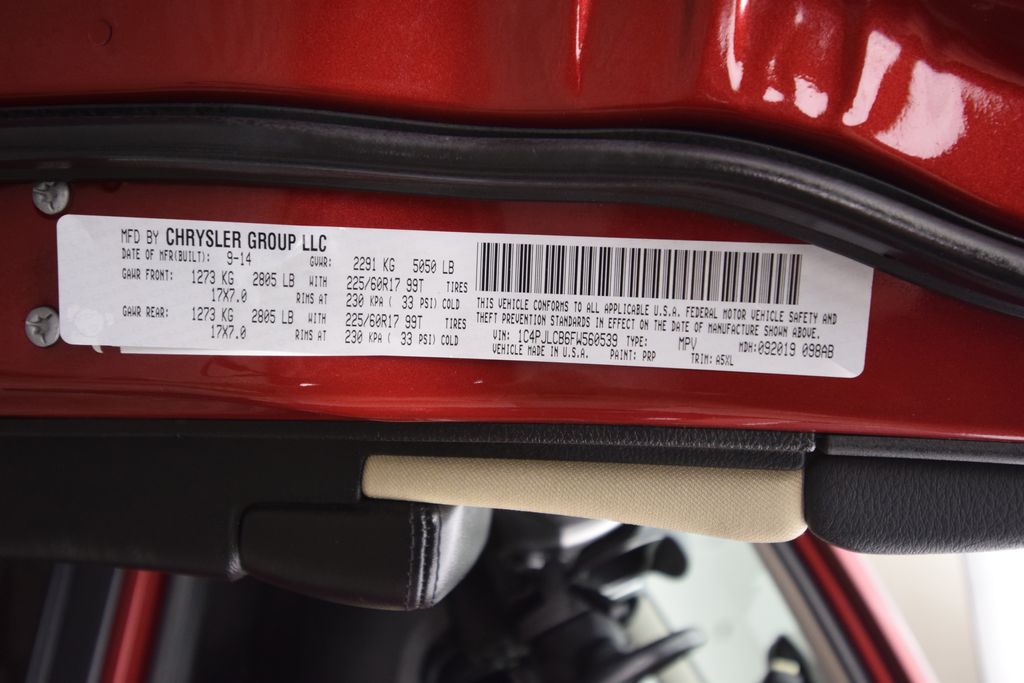 MFD BY CHRYSLER GROUP LLC
DATE OF MFR(BUILT): 9-14 GVWR: 2291 KG 5050 LB
GAWR FRONT: 1273 KG 2805 LB WITH 225/60R17 99T TIRES
17X7.0 RIMS AT 230 KPA ( 33 PSI) COLD
GAWR REAR: 1273 KG 2805 LB WITH 225/60R17 99T TIRES
17X7.0 RIMS AT 230 KPA ( 33 PSI) COLD
THIS VEHICLE CONFORMS TO ALL APPLICABLE U.S.A. FEDERAL MOTOR VEHICLE SAFETY AND
THEFT PREVENTION STANDARDS IN EFFECT ON THE DATE OF MANUFACTURE SHOWN ABOVE.
VIN: 1C4PJLCB6FW560539 TYPE: MPV MDH: 092019 098AB
VEHICLE MADE IN U.S.A. PAINT: PRP TRIM: A5XL